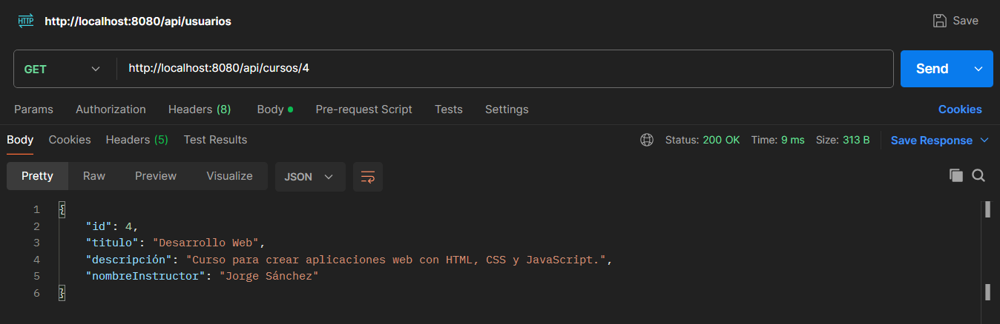 HTTP http://localhost:8080/api/usuarios Save
GET http://localhost:8080/api/cursos/4 Send
Params Authorization Headers (8) Body Pre-request Script Tests Settings Cookies
Body Cookies Headers (5) Test Results Status: 200 OK Time: 9 ms Size: 313 B Save Response
Pretty Raw Preview Visualize JSON
1 {
2 "id": 4,
3 "titulo": "Desarrollo Web",
4 "descripción": "Curso para crear aplicaciones web con HTML, CSS y JavaScript.",
5 "nombreInstructor": "Jorge Sánchez"
6 }